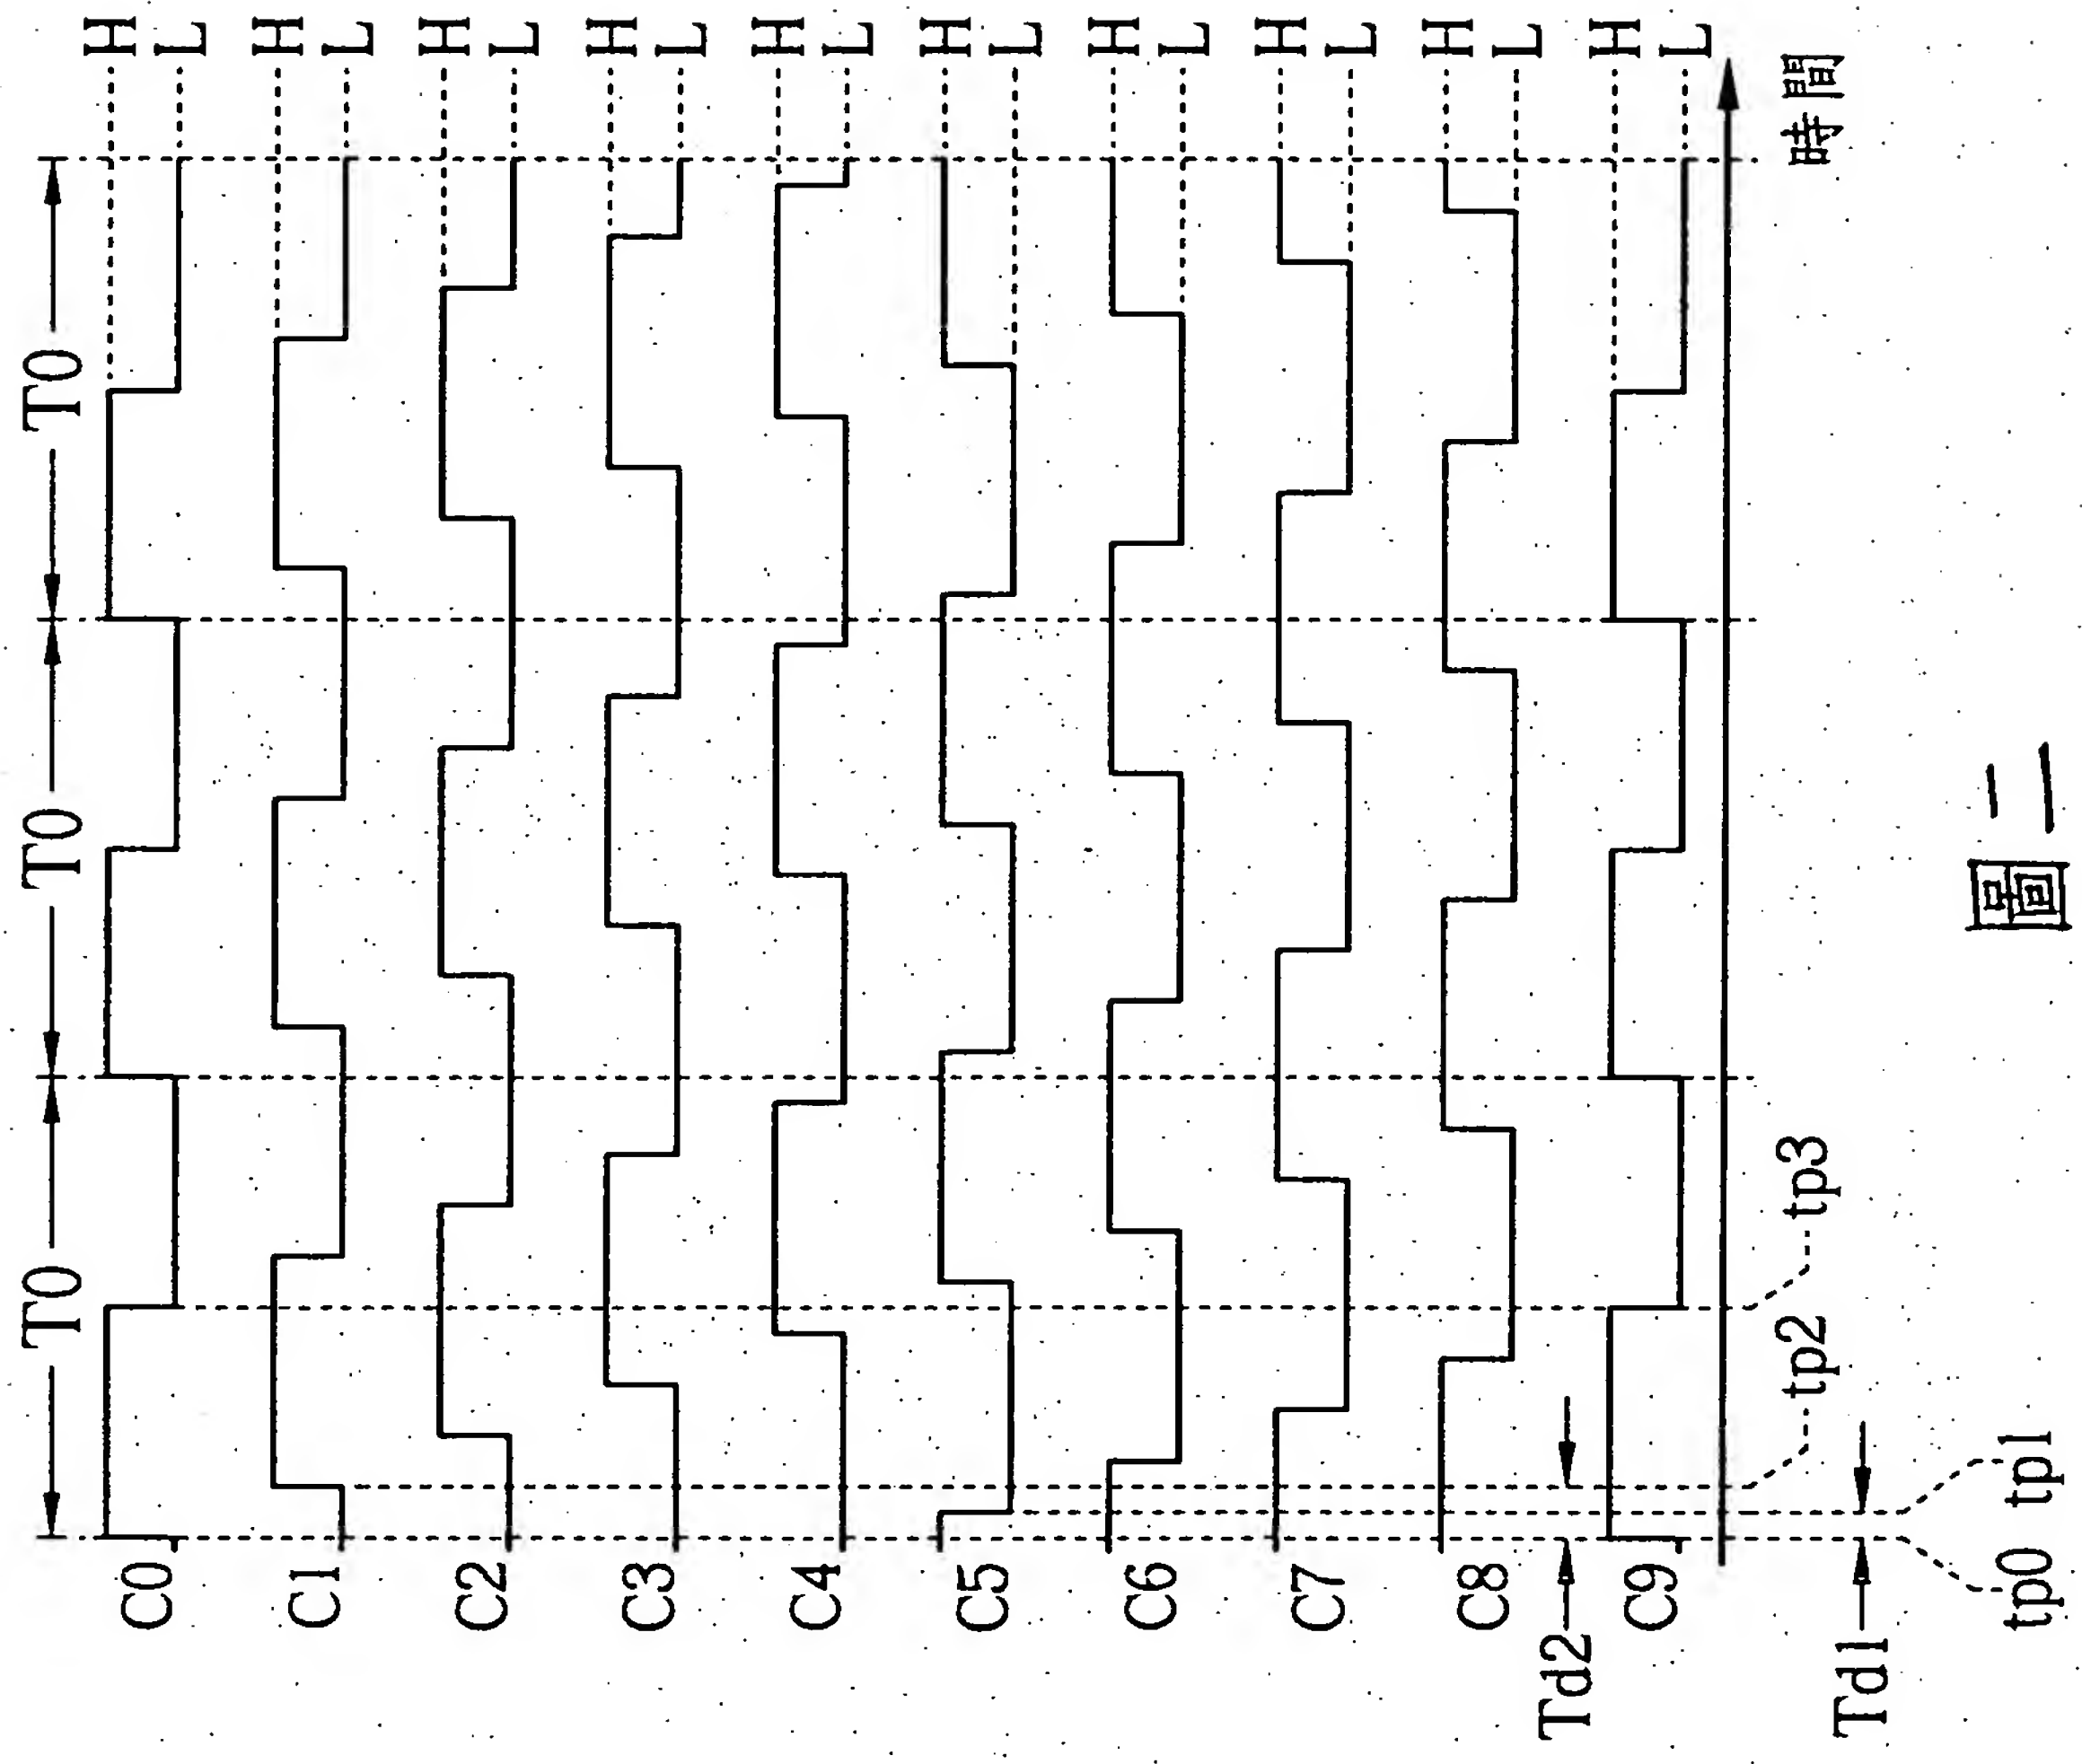 T0 T0 T0
C0 H L
C1 H L
C2 H L
C3 H L
C4 H L
C5 H L
C6 H L
C7 H L
C8 H L
C9 H L
Td2
時間
tp2 tp3
Td1
tp0 tp1
圖二